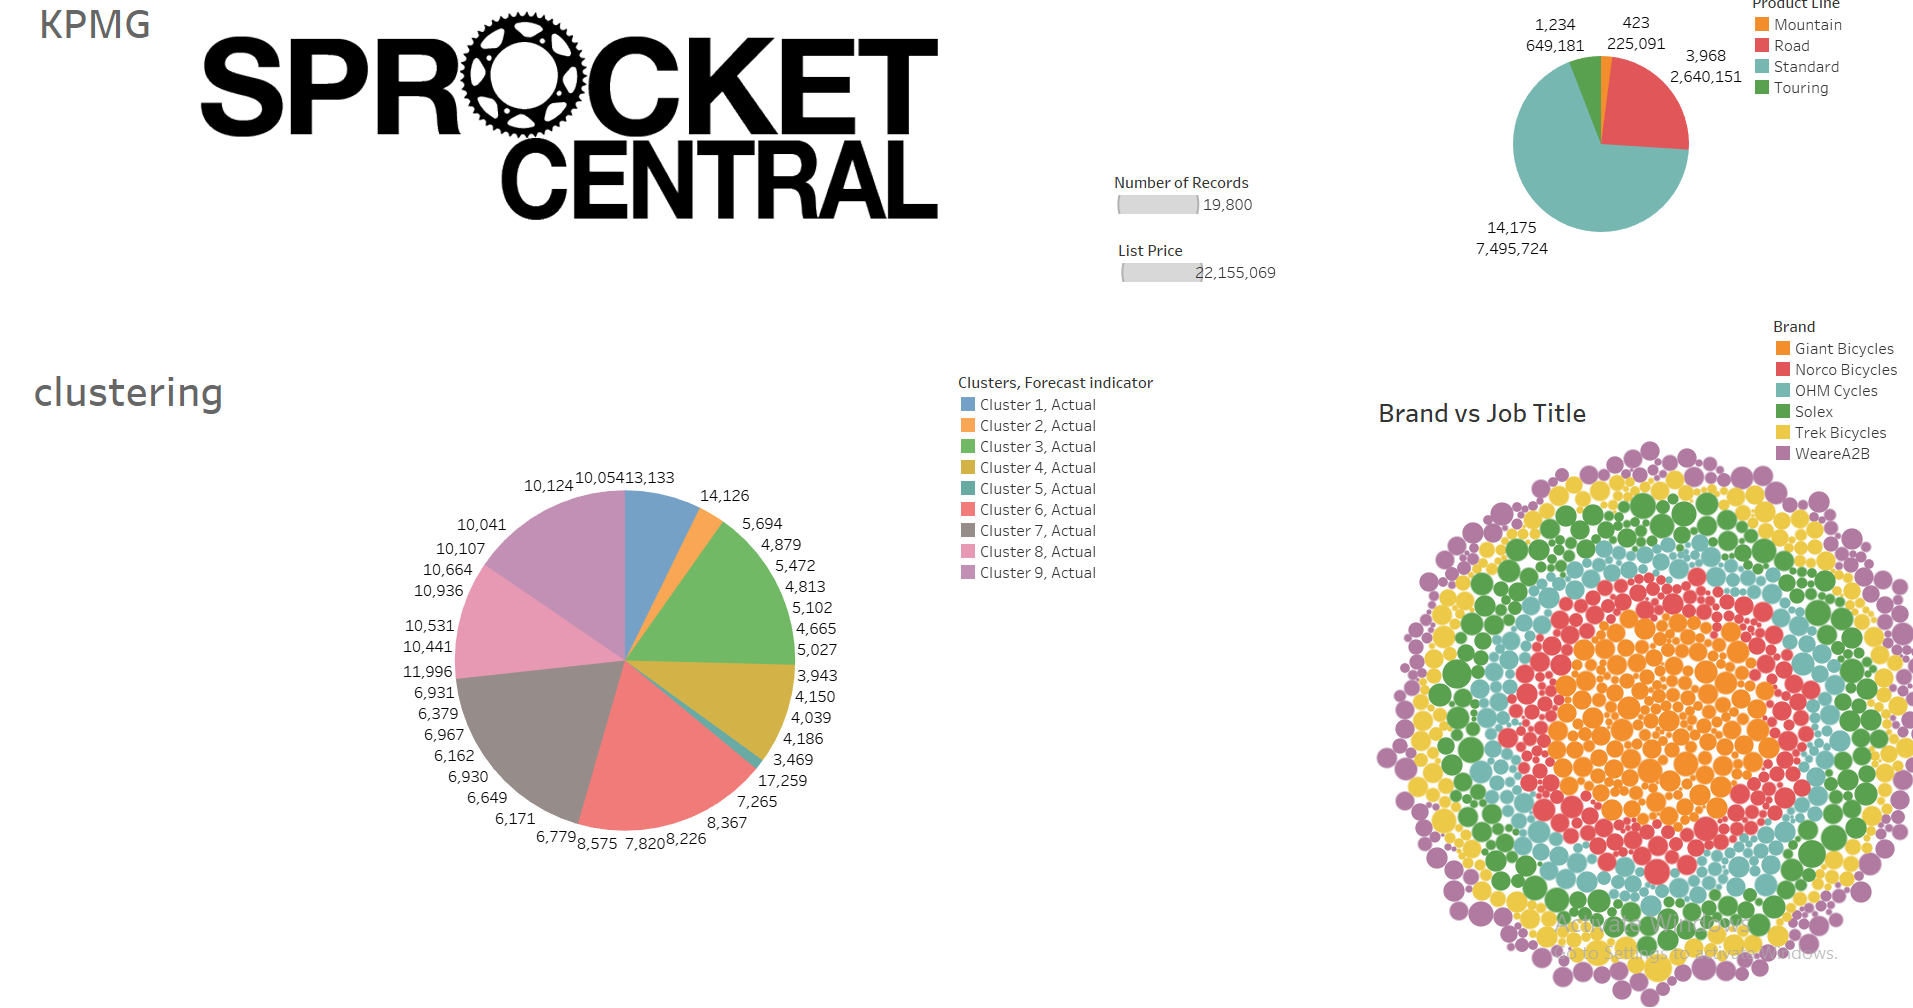 KPMG
SPROCKET
CENTRAL
Number of Records
19,800
List Price
22,155,069
1,234
649,181
423
225,091
3,968
2,640,151
14,175
7,495,724
Product Line
Mountain
Road
Standard
Touring
clustering
13,133
14,126
5,694
4,879
5,472
4,813
5,102
4,665
5,027
3,943
4,150
4,039
4,186
3,469
17,259
7,265
8,367
8,226
7,820
8,575
6,779
6,171
6,649
6,930
6,162
6,967
6,379
6,931
11,996
10,441
10,531
10,936
10,664
10,107
10,041
10,124
10,054
Clusters, Forecast indicator
Cluster 1, Actual
Cluster 2, Actual
Cluster 3, Actual
Cluster 4, Actual
Cluster 5, Actual
Cluster 6, Actual
Cluster 7, Actual
Cluster 8, Actual
Cluster 9, Actual
Brand
Giant Bicycles
Norco Bicycles
OHM Cycles
Solex
Trek Bicycles
WeareA2B
Brand vs Job Title
Activate Windows
Go to Settings to activate Windows.